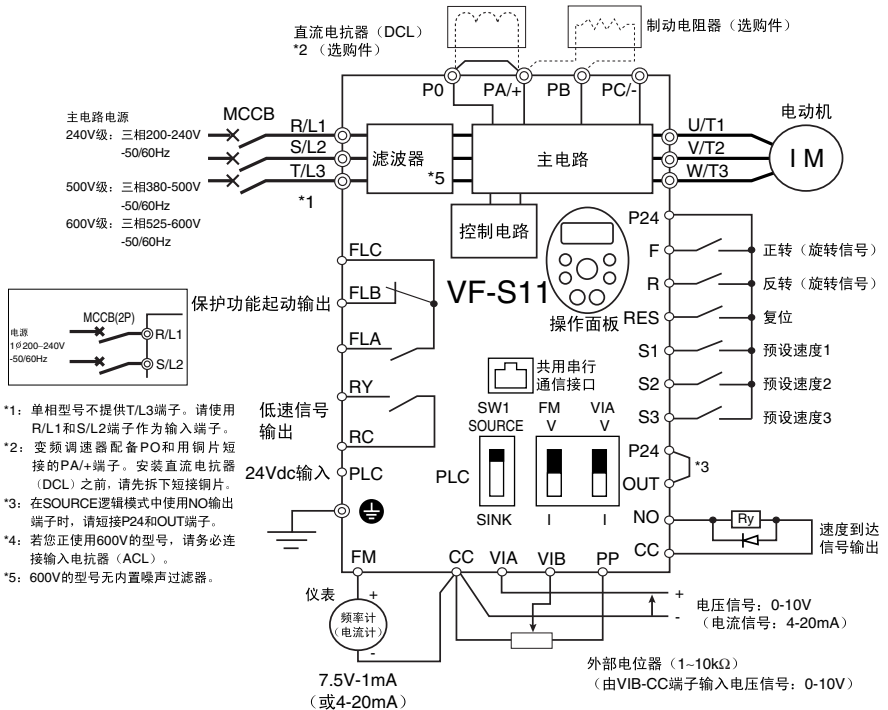 直流电抗器（DCL）
*2 （选购件）
制动电阻器（选购件）
P0
PA/+
PB
PC/-
主电路电源
240V级：三相200-240V
-50/60Hz
500V级：三相380-500V
-50/60Hz
600V级：三相525-600V
-50/60Hz
MCCB
R/L1
S/L2
T/L3
*1
滤波器
*5
主电路
控制电路
U/T1
V/T2
W/T3
电动机
I M
FLC
FLB
FLA
保护功能起动输出
RY
RC
低速信号
输出
24Vdc输入
PLC
VF-S11
操作面板
共用串行
通信接口
SW1
SOURCE
PLC
SINK
FM
V
I
VIA
V
I
P24
F
正转（旋转信号）
R
反转（旋转信号）
RES
复位
S1
预设速度1
S2
预设速度2
S3
预设速度3
P24
*3
OUT
NO
Ry
CC
速度到达
信号输出
MCCB(2P)
电源
1ø200–240V
-50/60Hz
R/L1
S/L2
*1：单相型号不提供T/L3端子。请使用
R/L1和S/L2端子作为输入端子。
*2：变频调速器配备PO和用铜片短
接的PA/+端子。安装直流电抗器
（DCL）之前，请先拆下短接铜片。
*3：在SOURCE逻辑模式中使用NO输出
端子时，请短接P24和OUT端子。
*4：若您正使用600V的型号，请务必连
接输入电抗器（ACL）。
*5：600V的型号无内置噪声过滤器。
FM
CC
VIA
VIB
PP
仪表
+
频率计
（电流计）
-
7.5V-1mA
（或4-20mA）
+
-
电压信号：0-10V
（电流信号：4-20mA）
外部电位器（1~10kΩ）
（由VIB-CC端子输入电压信号：0-10V）